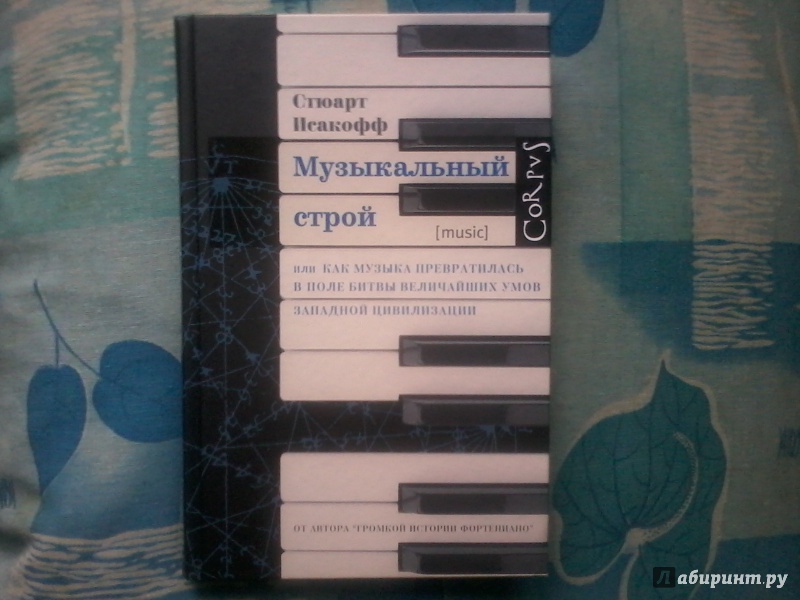 Стюарт
Исакофф
Музыкальный
строй
[music]
CORPVS
или КАК МУЗЫКА ПРЕВРАТИЛАСЬ
В ПОЛЕ БИТВЫ ВЕЛИЧАЙШИХ УМОВ
ЗАПАДНОЙ ЦИВИЛИЗАЦИИ
ОТ АВТОРА "ГРОМКОЙ ИСТОРИИ ФОРТЕПИАНО"
Лабиринт.ру